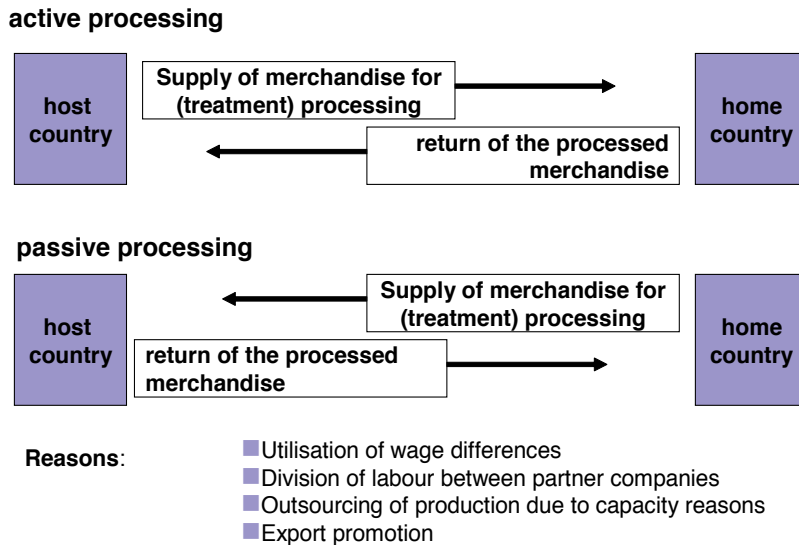 active processing
host
country
Supply of merchandise for
(treatment) processing
return of the processed
merchandise
home
country
passive processing
host
country
Supply of merchandise for
(treatment) processing
return of the processed
merchandise
home
country
Reasons:
Utilisation of wage differences
Division of labour between partner companies
Outsourcing of production due to capacity reasons
Export promotion